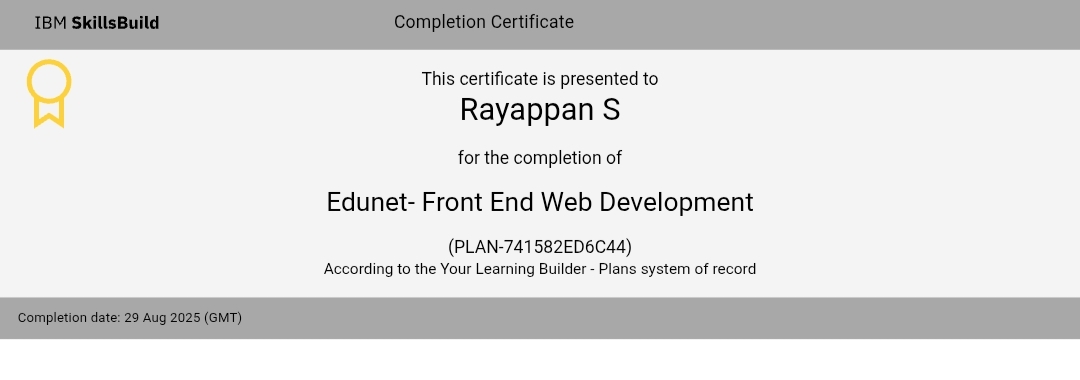 IBM SkillsBuild
Completion Certificate
This certificate is presented to
Rayappan S
for the completion of
Edunet- Front End Web Development
(PLAN-741582ED6C44)
According to the Your Learning Builder - Plans system of record
Completion date: 29 Aug 2025 (GMT)